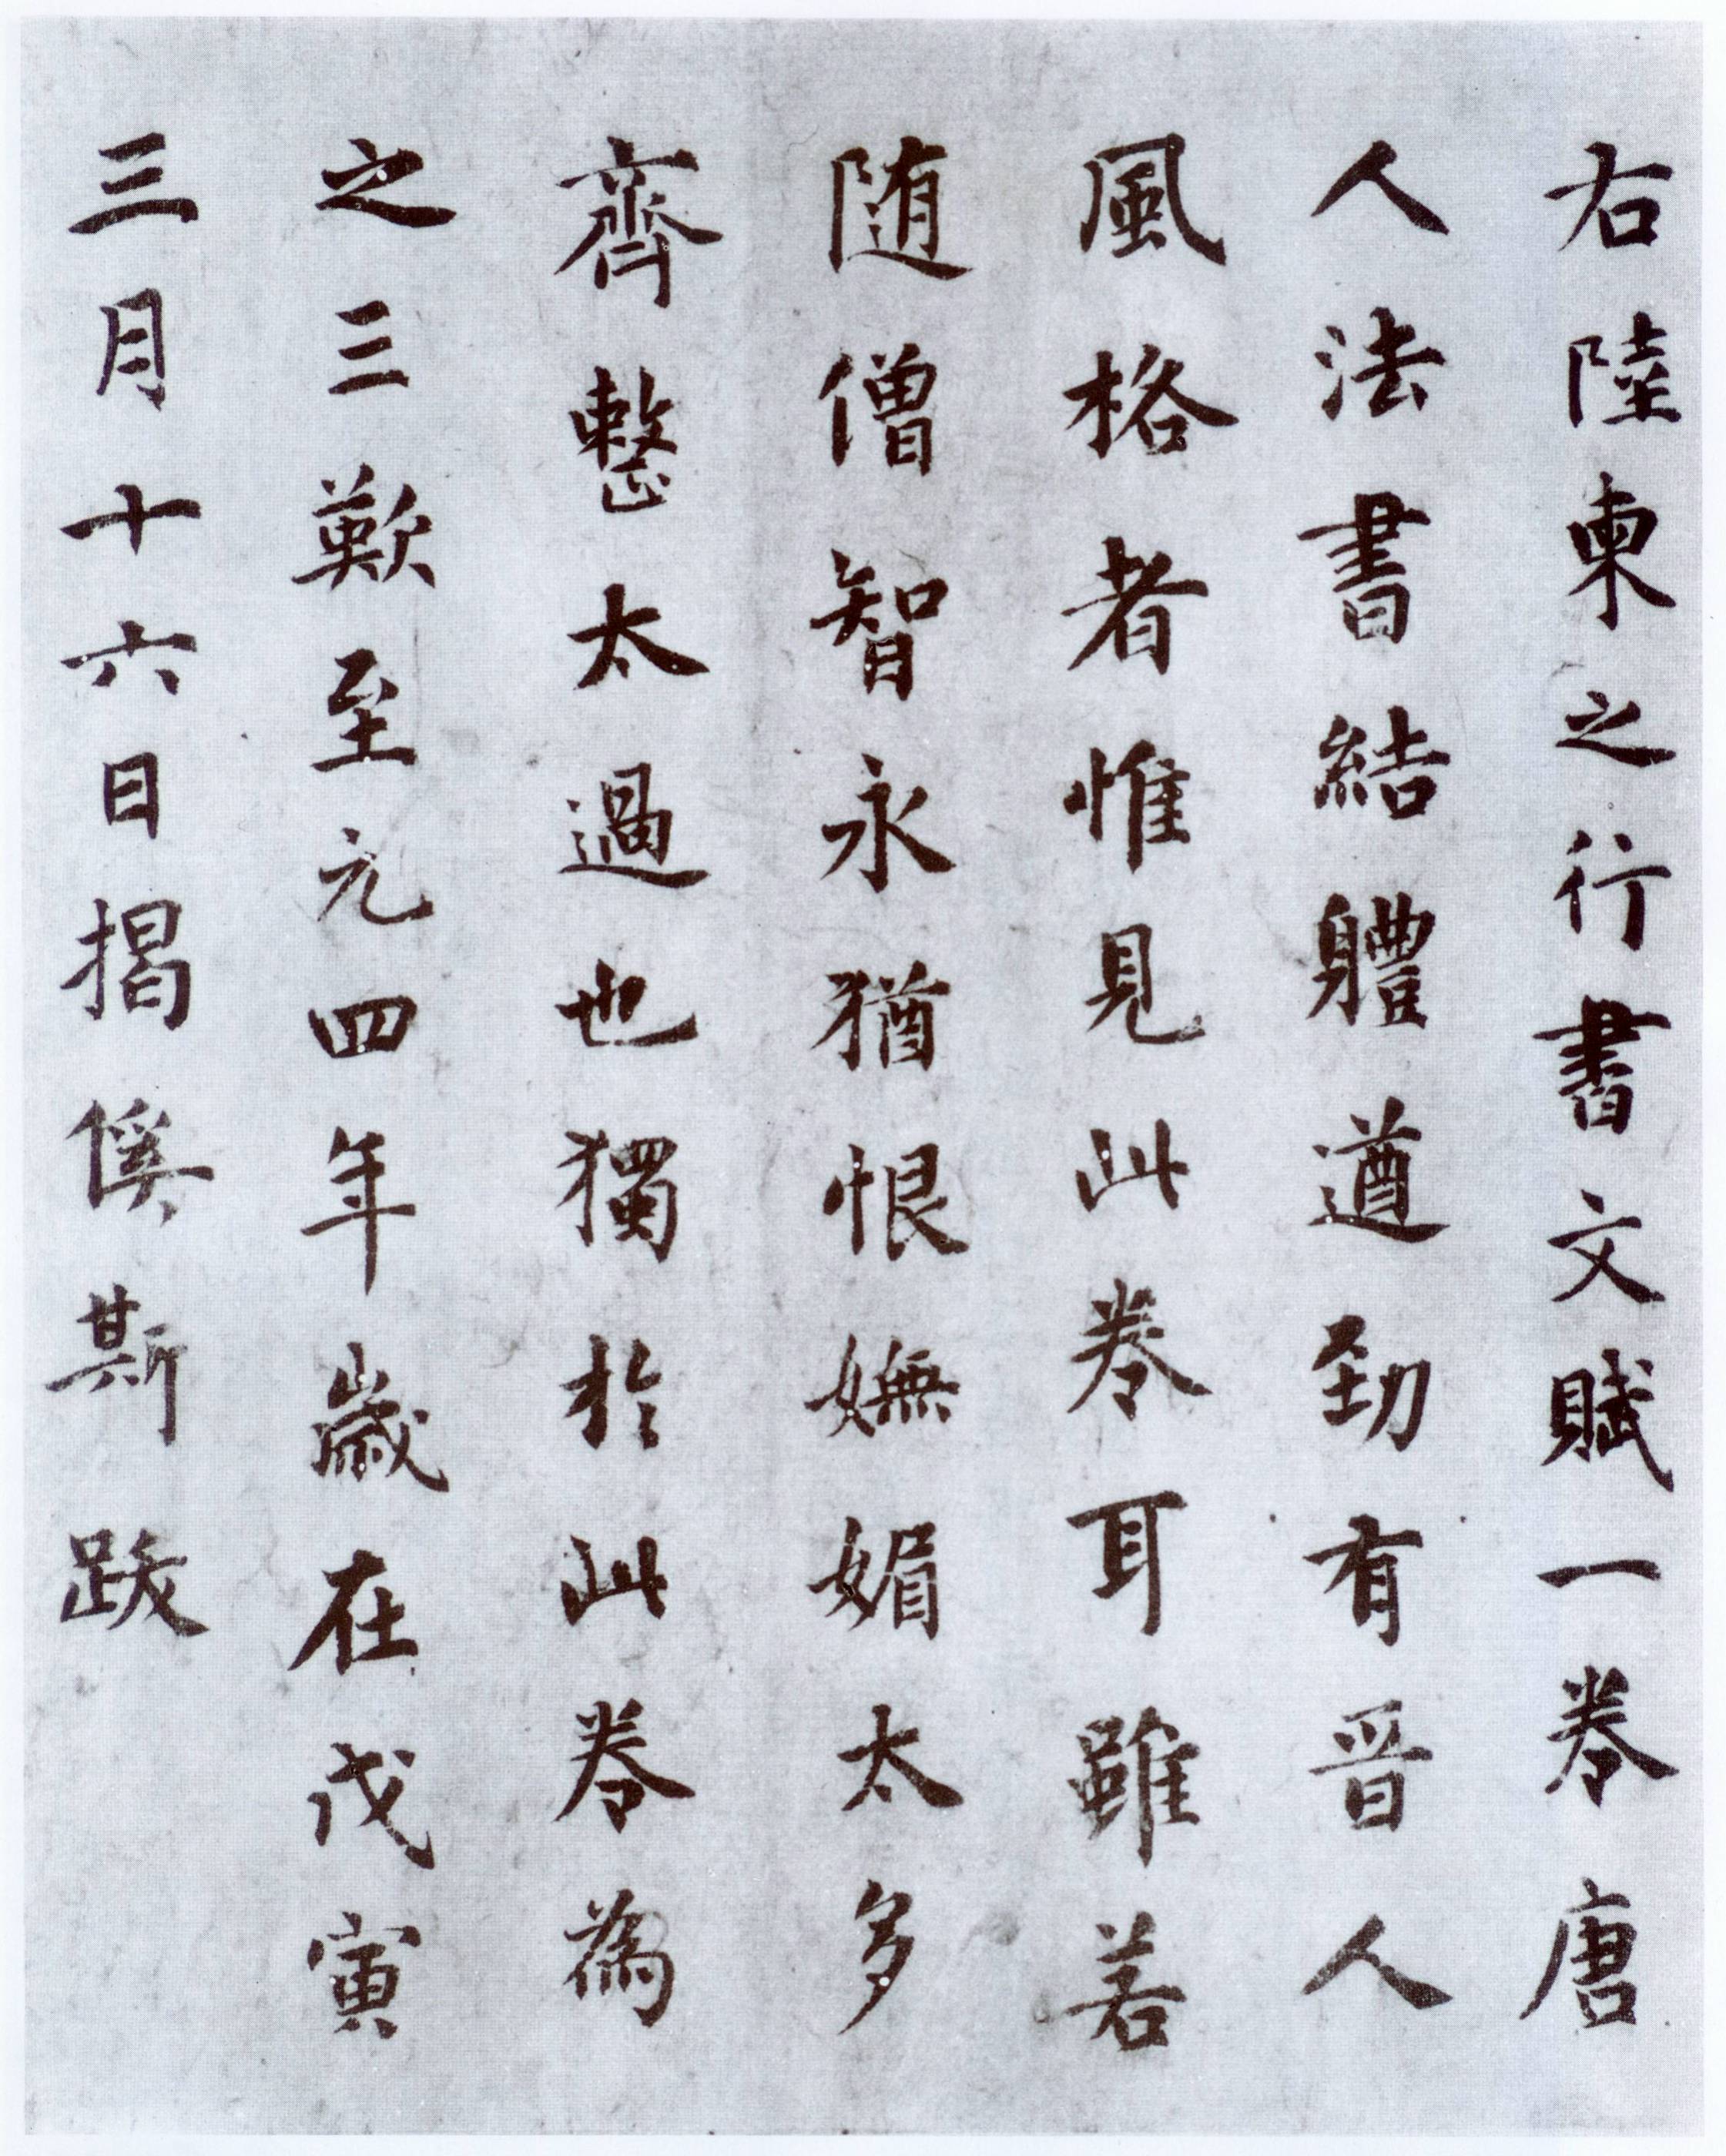 右陸柬之行書文賦一卷唐
人法書結體遒勁有晉人
風格者惟見此卷耳雖若
隨僧智永猶恨嫵媚太多
齊整太過也獨於此卷為
之三歎至元四年歲在戊寅
三月十六日揭傒斯跋